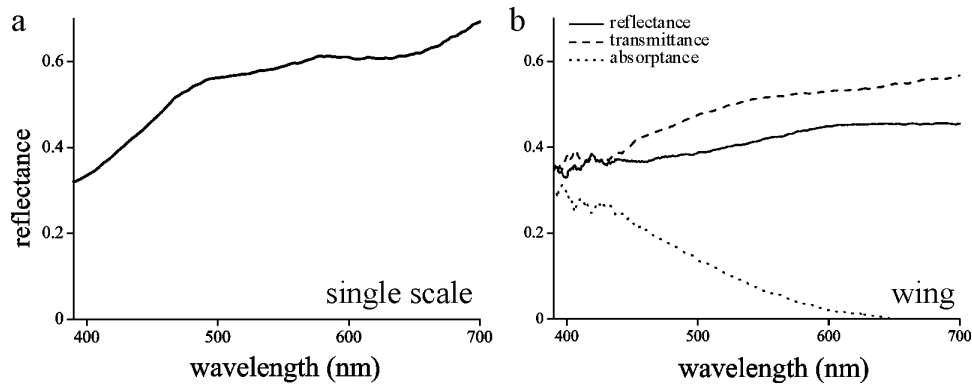 a
0.6
0.4
0.2
0
reflectance
single scale
400
500
600
700
wavelength (nm)
b
reflectance
transmittance
absorptance
0.6
0.4
0.2
0
wing
400
500
600
700
wavelength (nm)